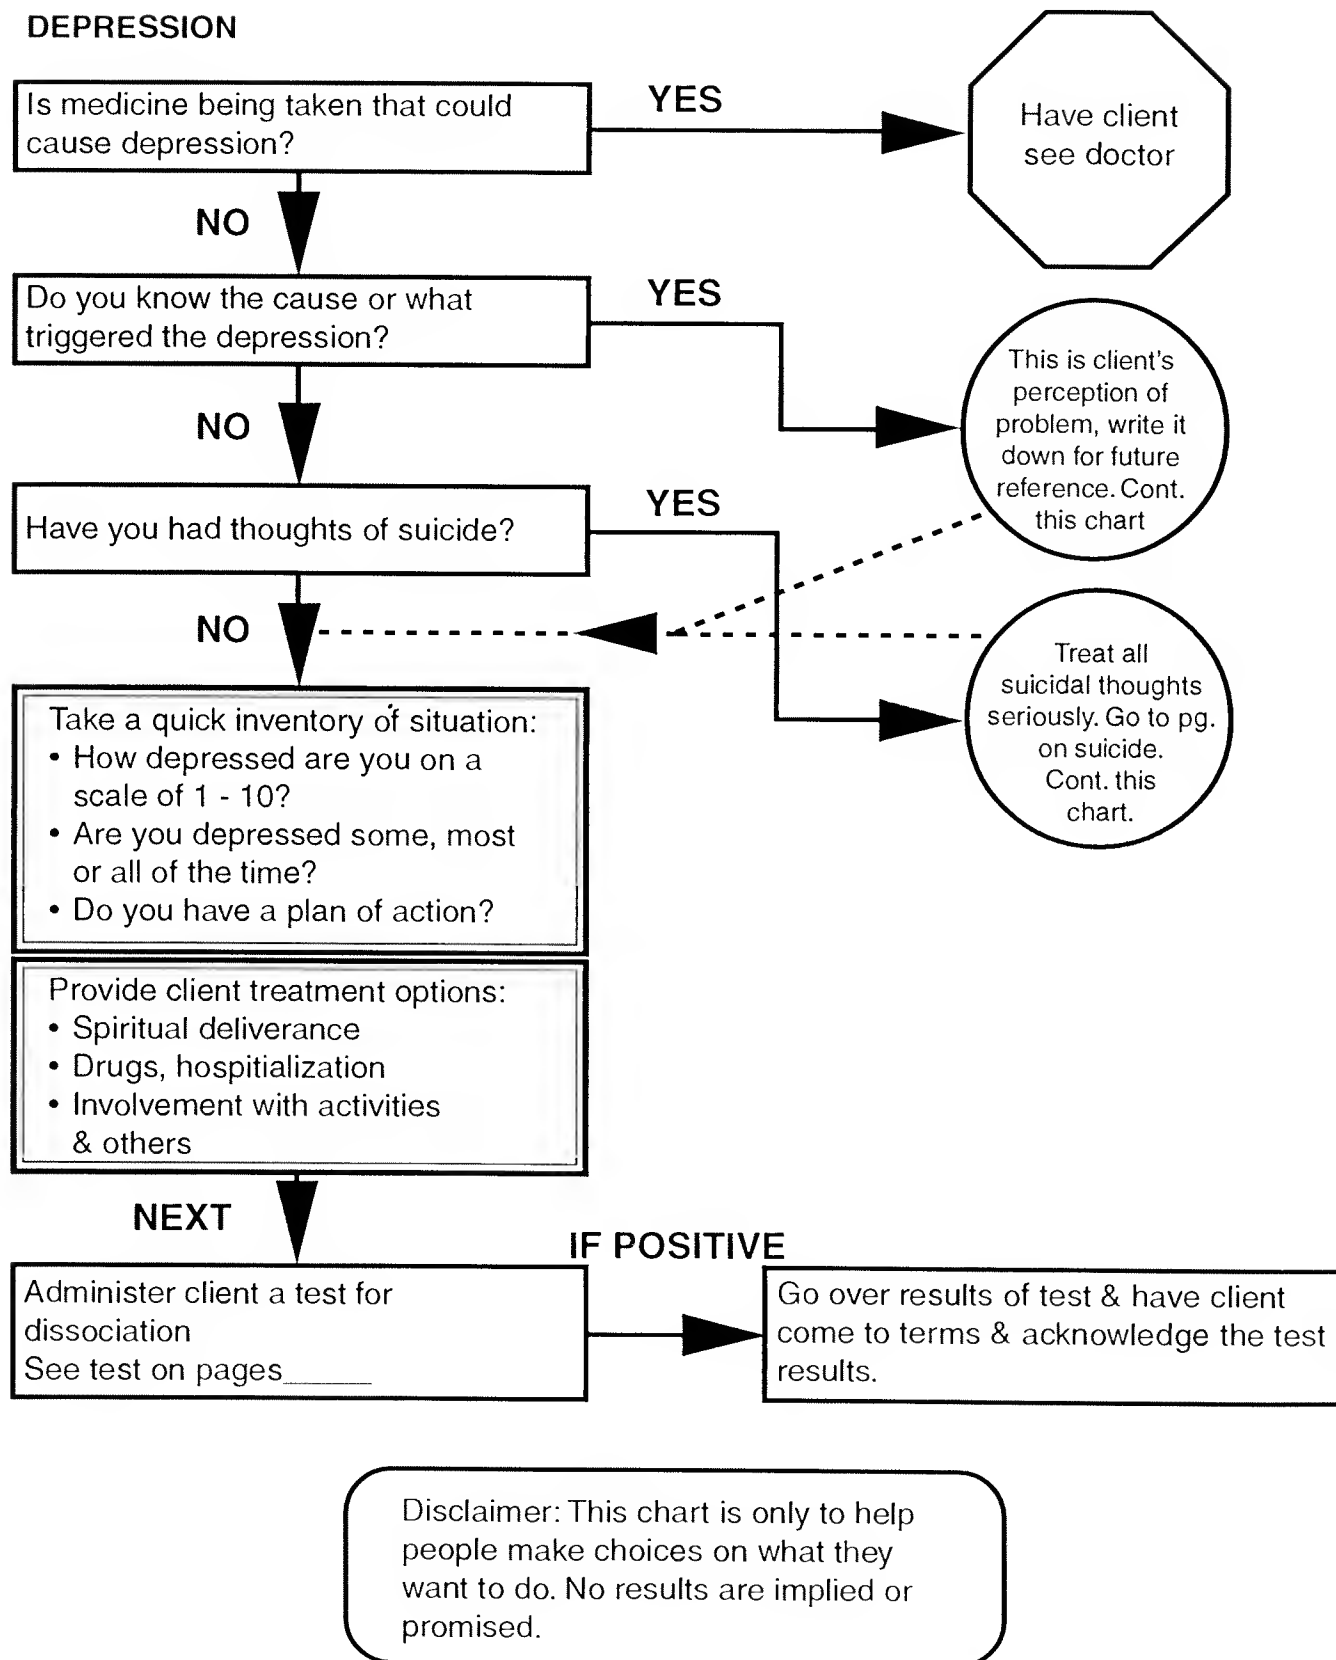 DEPRESSION
Is medicine being taken that could
cause depression?
YES
Have client
see doctor
NO
Do you know the cause or what
triggered the depression?
YES
This is client's
perception of
problem, write it
down for future
reference. Cont.
this chart
NO
Have you had thoughts of suicide?
YES
Treat all
suicidal thoughts
seriously. Go to pg.
on suicide.
Cont. this
chart.
NO
Take a quick inventory of situation:
• How depressed are you on a
scale of 1 - 10?
• Are you depressed some, most
or all of the time?
• Do you have a plan of action?
Provide client treatment options:
• Spiritual deliverance
• Drugs, hospitialization
• Involvement with activities
& others
NEXT
Administer client a test for
dissociation
See test on pages______
IF POSITIVE
Go over results of test & have client
come to terms & acknowledge the test
results.
Disclaimer: This chart is only to help
people make choices on what they
want to do. No results are implied or
promised.